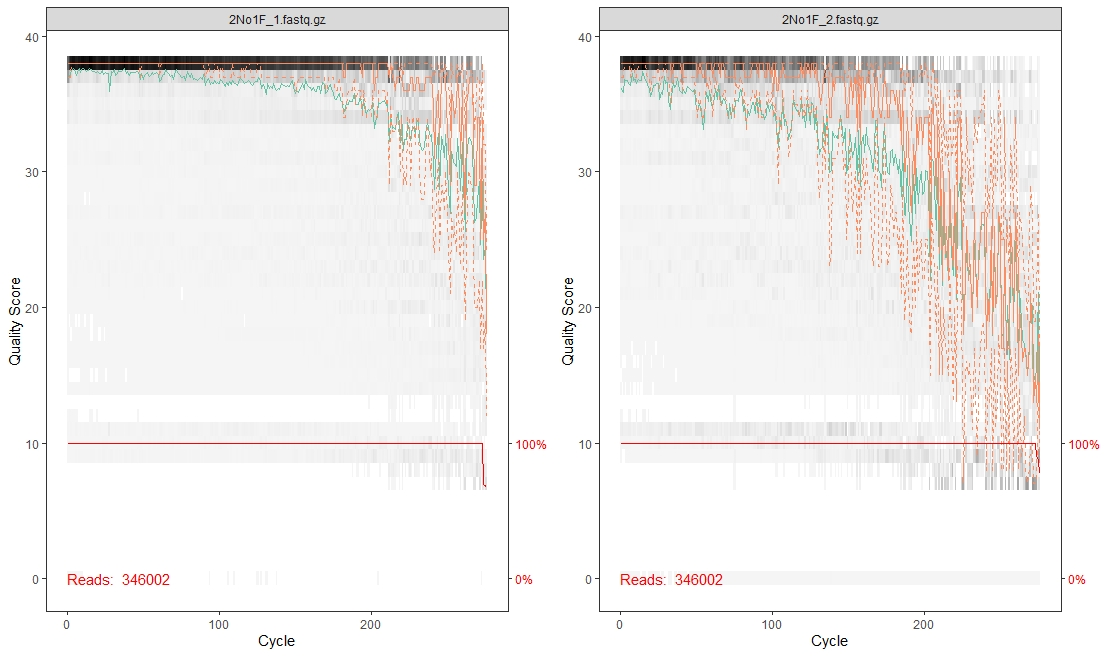 2No1F_1.fastq.gz
40
30
20
10
0
Quality Score
100%
0%
Reads: 346002
0 100 200
Cycle
2No1F_2.fastq.gz
40
30
20
10
0
Quality Score
100%
0%
Reads: 346002
0 100 200
Cycle